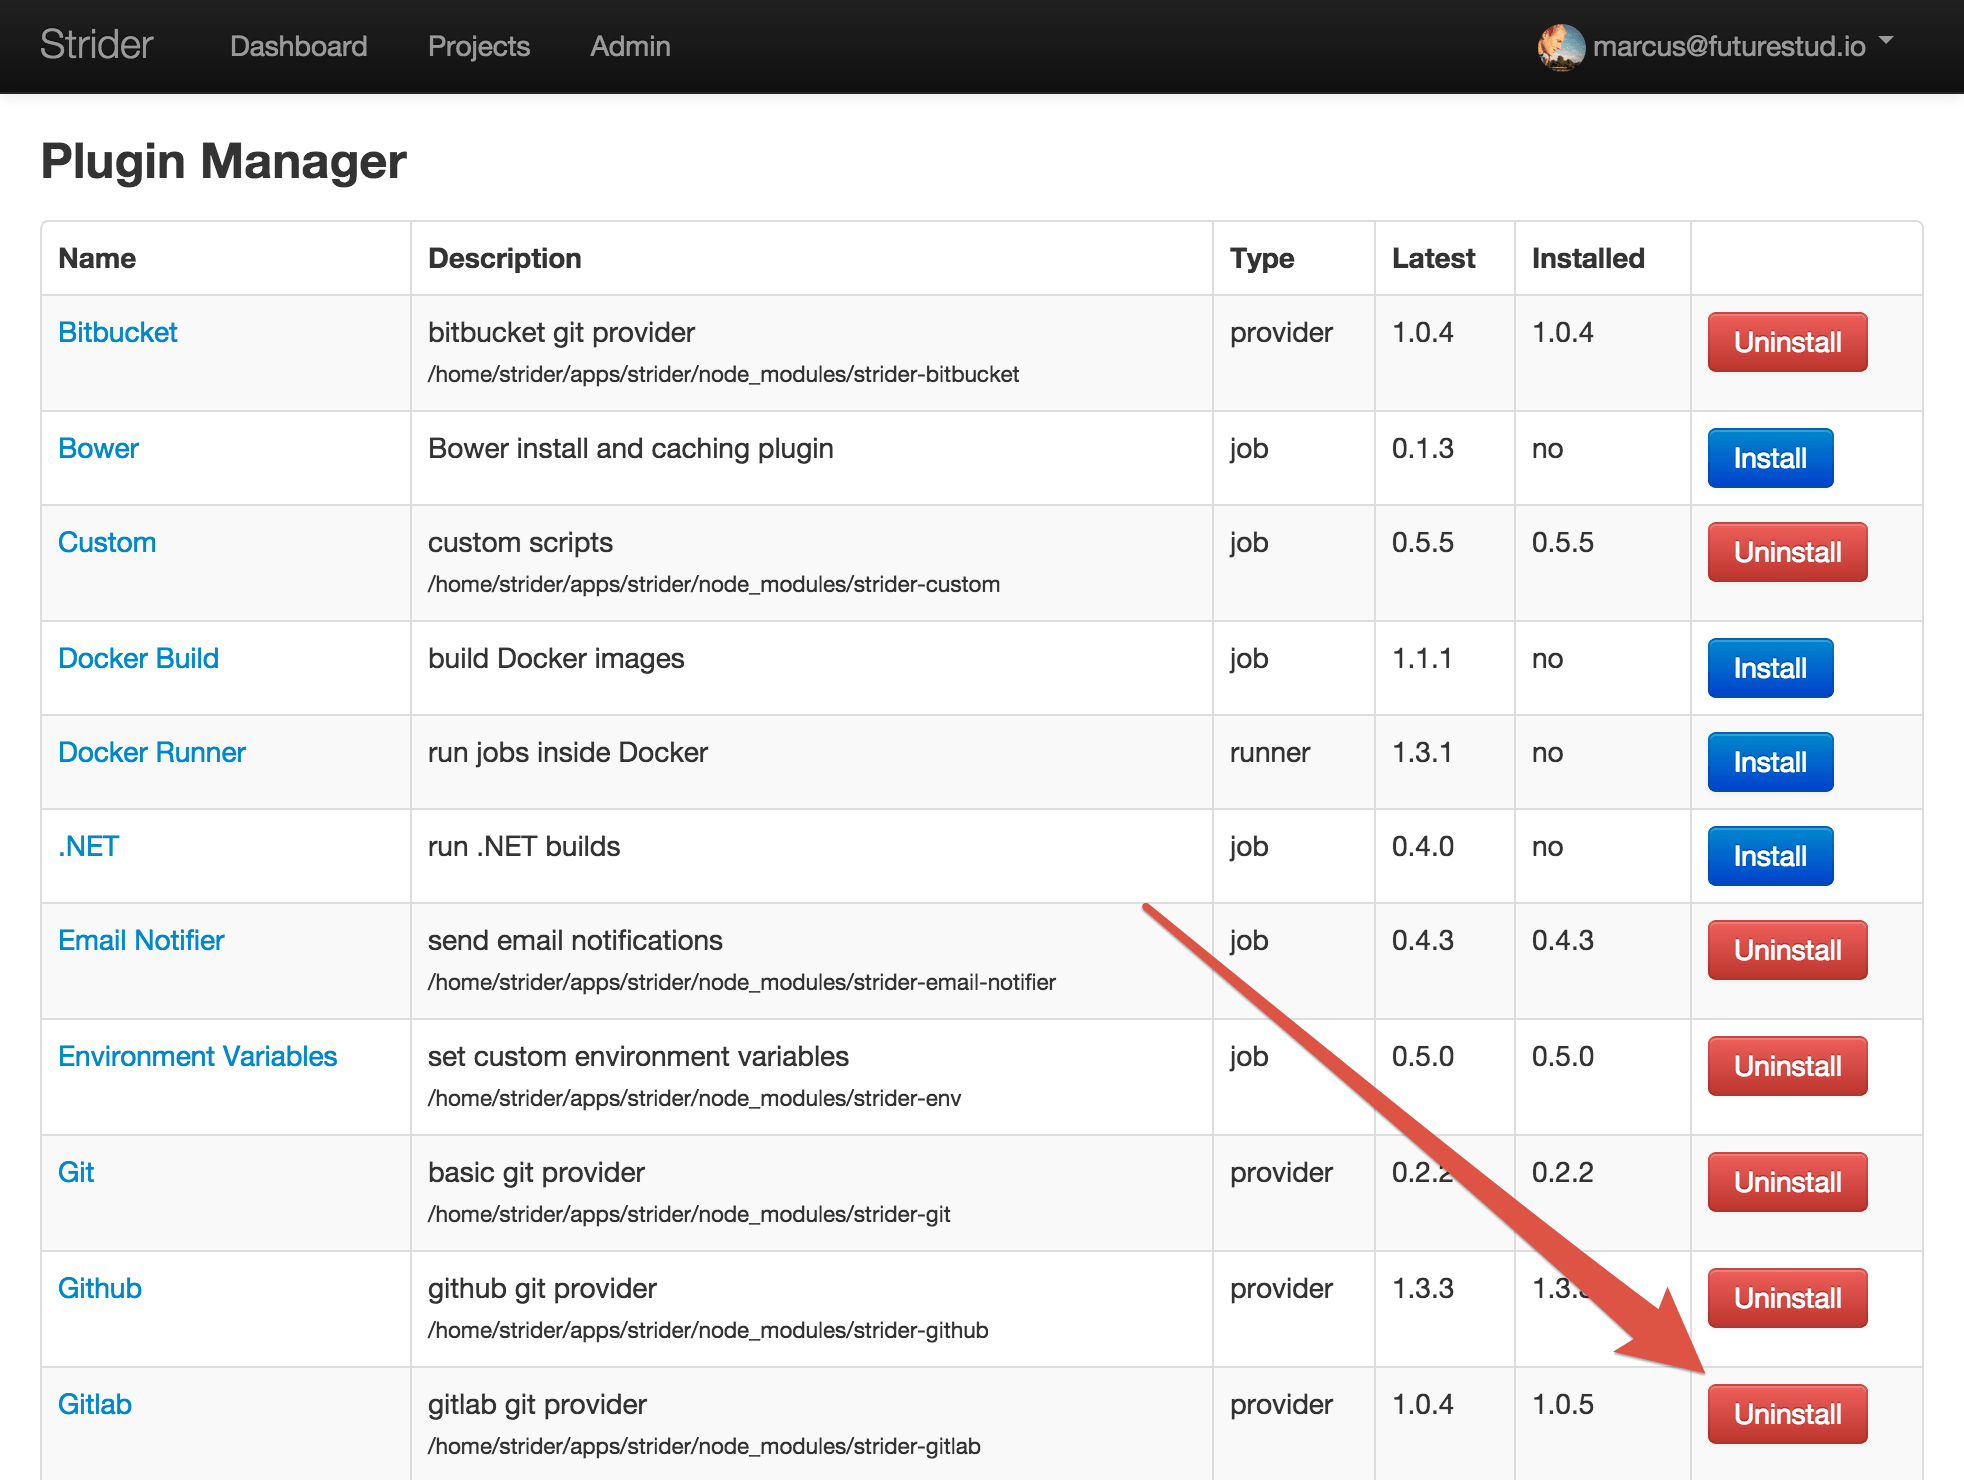 Strider Dashboard Projects Admin marcus@futurestud.io
Plugin Manager
Name Description Type Latest Installed
Bitbucket bitbucket git provider provider 1.0.4 1.0.4 Uninstall
/home/strider/apps/strider/node_modules/strider-bitbucket
Bower Bower install and caching plugin job 0.1.3 no Install
Custom custom scripts job 0.5.5 0.5.5 Uninstall
/home/strider/apps/strider/node_modules/strider-custom
Docker Build build Docker images job 1.1.1 no Install
Docker Runner run jobs inside Docker runner 1.3.1 no Install
.NET run .NET builds job 0.4.0 no Install
Email Notifier send email notifications job 0.4.3 0.4.3 Uninstall
/home/strider/apps/strider/node_modules/strider-email-notifier
Environment Variables set custom environment variables job 0.5.0 0.5.0 Uninstall
/home/strider/apps/strider/node_modules/strider-env
Git basic git provider provider 0.2.2 0.2.2 Uninstall
/home/strider/apps/strider/node_modules/strider-git
Github github git provider provider 1.3.3 Uninstall
/home/strider/apps/strider/node_modules/strider-github
Gitlab gitlab git provider provider 1.0.4 1.0.5 Uninstall
/home/strider/apps/strider/node_modules/strider-gitlab